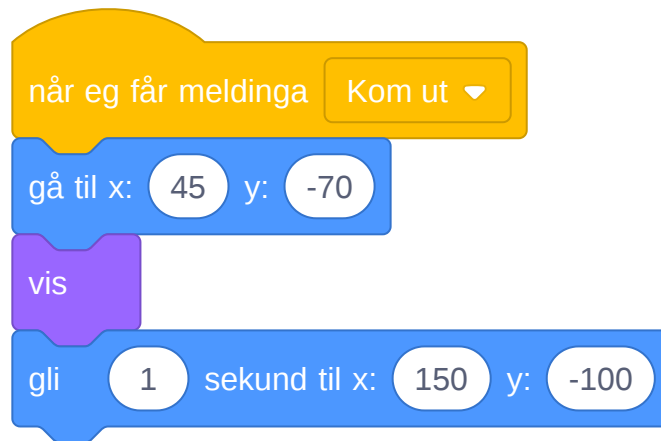 når eg får meldinga Kom ut
gå til x: 45 y: -70
vis
gli 1 sekund til x: 150 y: -100